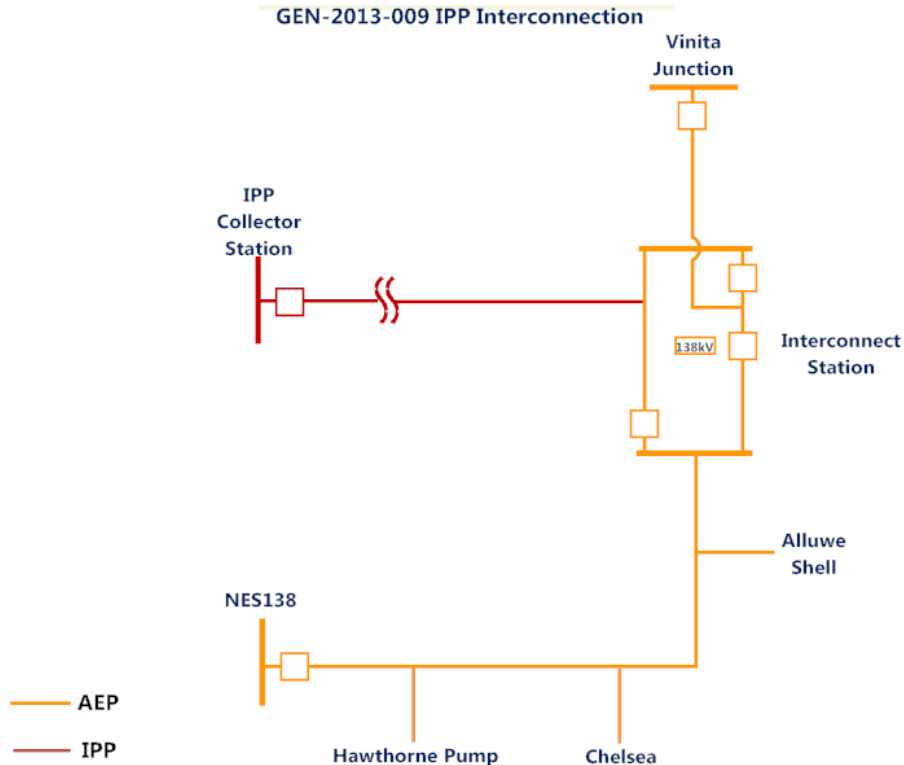 GEN-2013-009 IPP Interconnection
Vinita
Junction
IPP
Collector
Station
138kV
Interconnect
Station
Alluwe
Shell
NES138
AEP
IPP
Hawthorne Pump
Chelsea